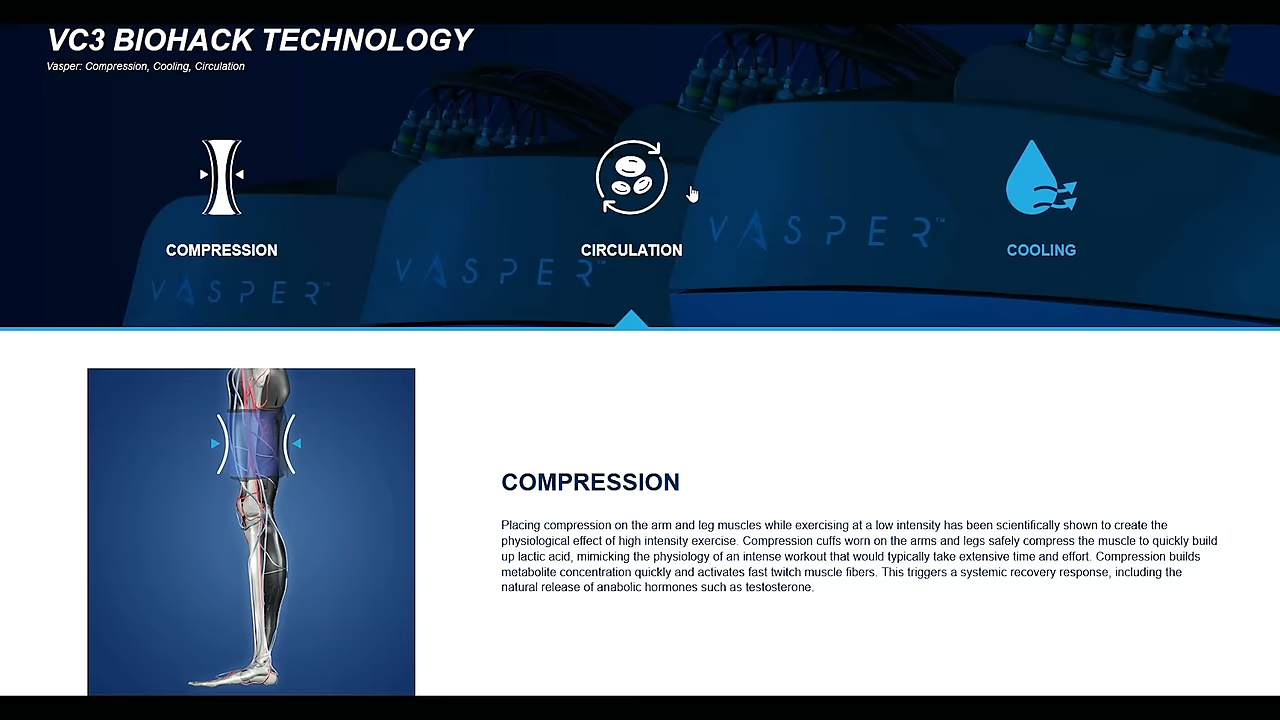 VC3 BIOHACK TECHNOLOGY
Vasper: Compression, Cooling, Circulation
COMPRESSION
CIRCULATION
COOLING
VASPER™
VASPER™
VASPER™
COMPRESSION
Placing compression on the arm and leg muscles while exercising at a low intensity has been scientifically shown to create the
physiological effect of high intensity exercise. Compression cuffs worn on the arms and legs safely compress the muscle to quickly build
up lactic acid, mimicking the physiology of an intense workout that would typically take extensive time and effort. Compression builds
metabolite concentration quickly and activates fast twitch muscle fibers. This triggers a systemic recovery response, including the
natural release of anabolic hormones such as testosterone.